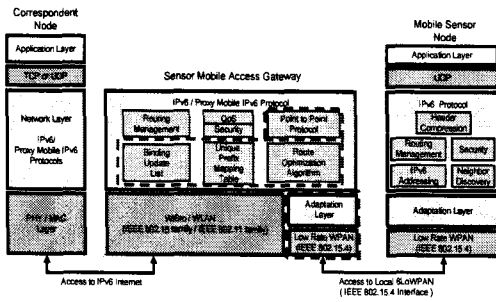 Correspondent
Node
Application Layer
TCP or UDP
Network Layer
IPv6/
Proxy Mobile IPv6
Protocols
PHY / MAC
Layer
Sensor Mobile Access Gateway
IPv6 / Proxy Mobile IPv6 Protocol
Routing
Management
QoS
Security
Point to Point
Protocol
Binding
Update
List
Unique
Prefix
Mapping
Table
Route
Optimization
Algorithm
WiBro / WLAN
(IEEE 802.16 family / IEEE 802.11 family)
Adaptation
Layer
Low Rate WPAN
(IEEE 802.15.4)
Mobile Sensor
Node
Application Layer
UDP
IPv6 Protocol
Header
Compression
Routing
Management
Security
IPv6
Addressing
Neighbor
Discovery
Adaptation Layer
Low Rate WPAN
(IEEE 802.15.4)
Access to IPv6 Internet
Access to Local 6LoWPAN
(IEEE 802.15.4 Interface)